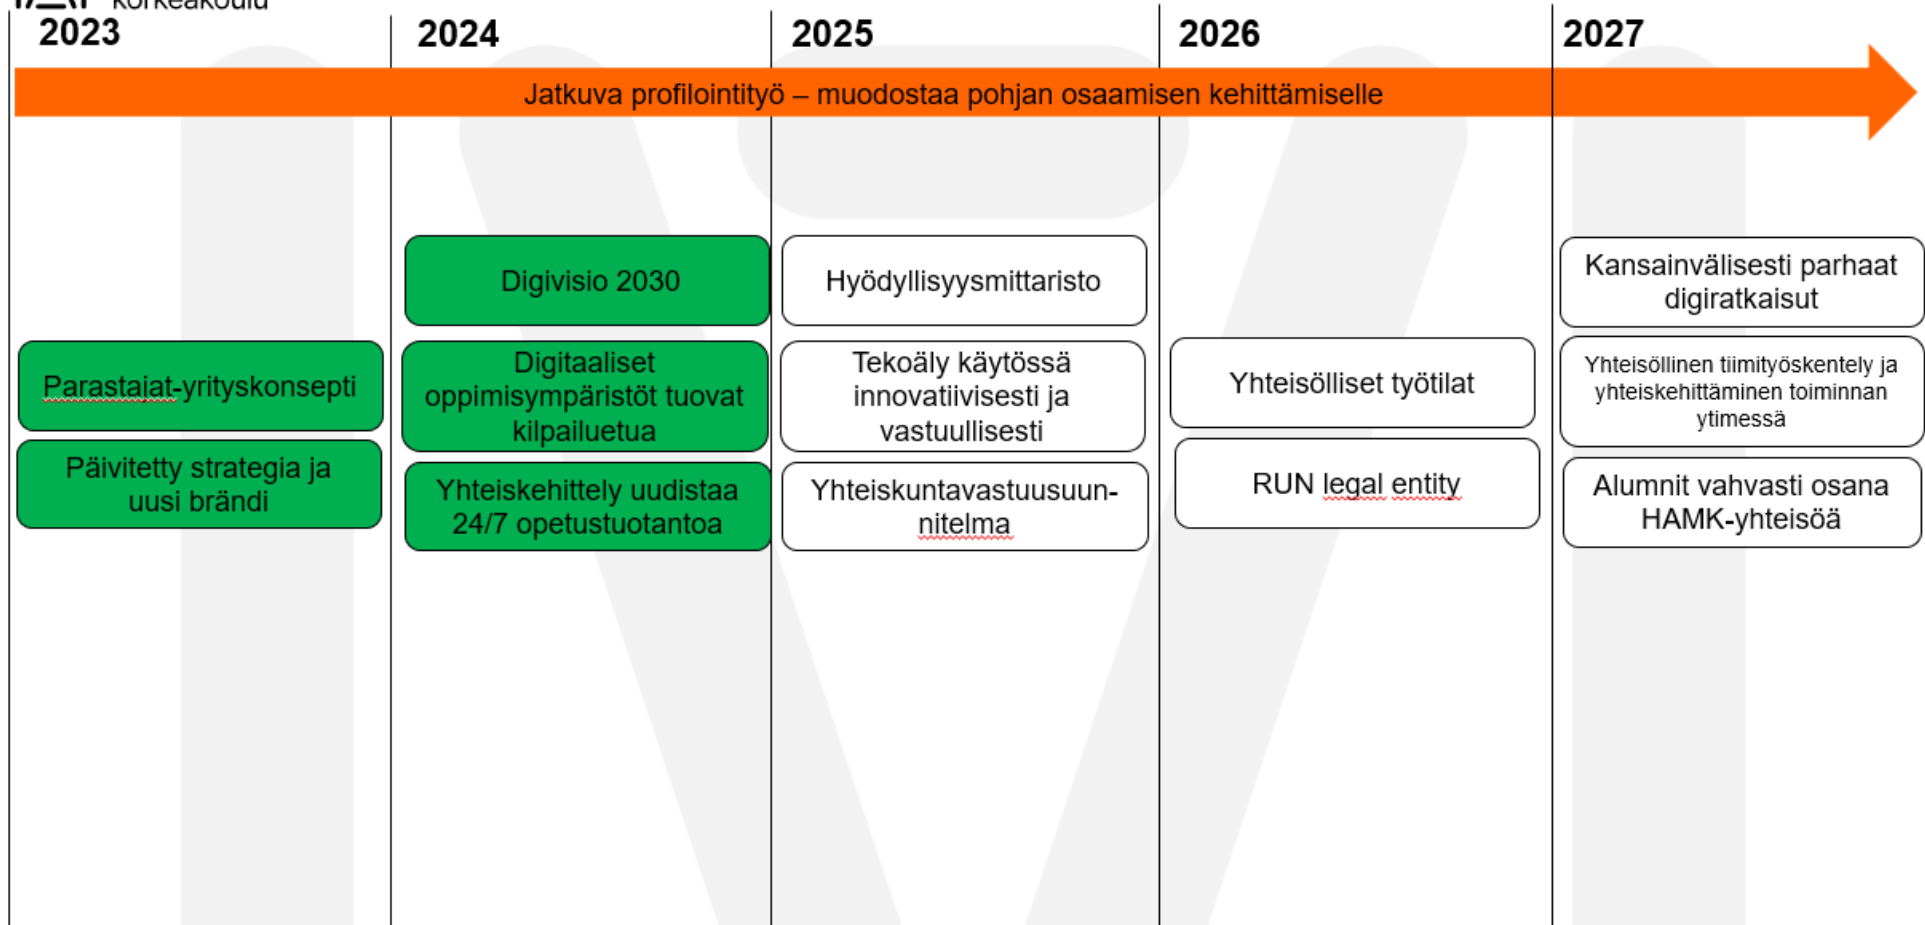 korkeakoulu
2023
2024
2025
2026
2027
Jatkuva profilointityö – muodostaa pohjan osaamisen kehittämiselle
Parastajat-yrityskonsepti
Päivitetty strategia ja
uusi brändi
Digivisio 2030
Digitaaliset
oppimisympäristöt tuovat
kilpailuetua
Yhteiskehittely uudistaa
24/7 opetustuotantoa
Hyödyllisyysmittaristo
Tekoäly käytössä
innovatiivisesti ja
vastuullisesti
Yhteiskuntavastuusuun-
nitelma
Yhteisölliset työtilat
RUN legal entity
Kansainvälisesti parhaat
digiratkaisut
Yhteisöllinen tiimityöskentely ja
yhteiskehittäminen toiminnan
ytimessä
Alumnit vahvasti osana
HAMK-yhteisöä